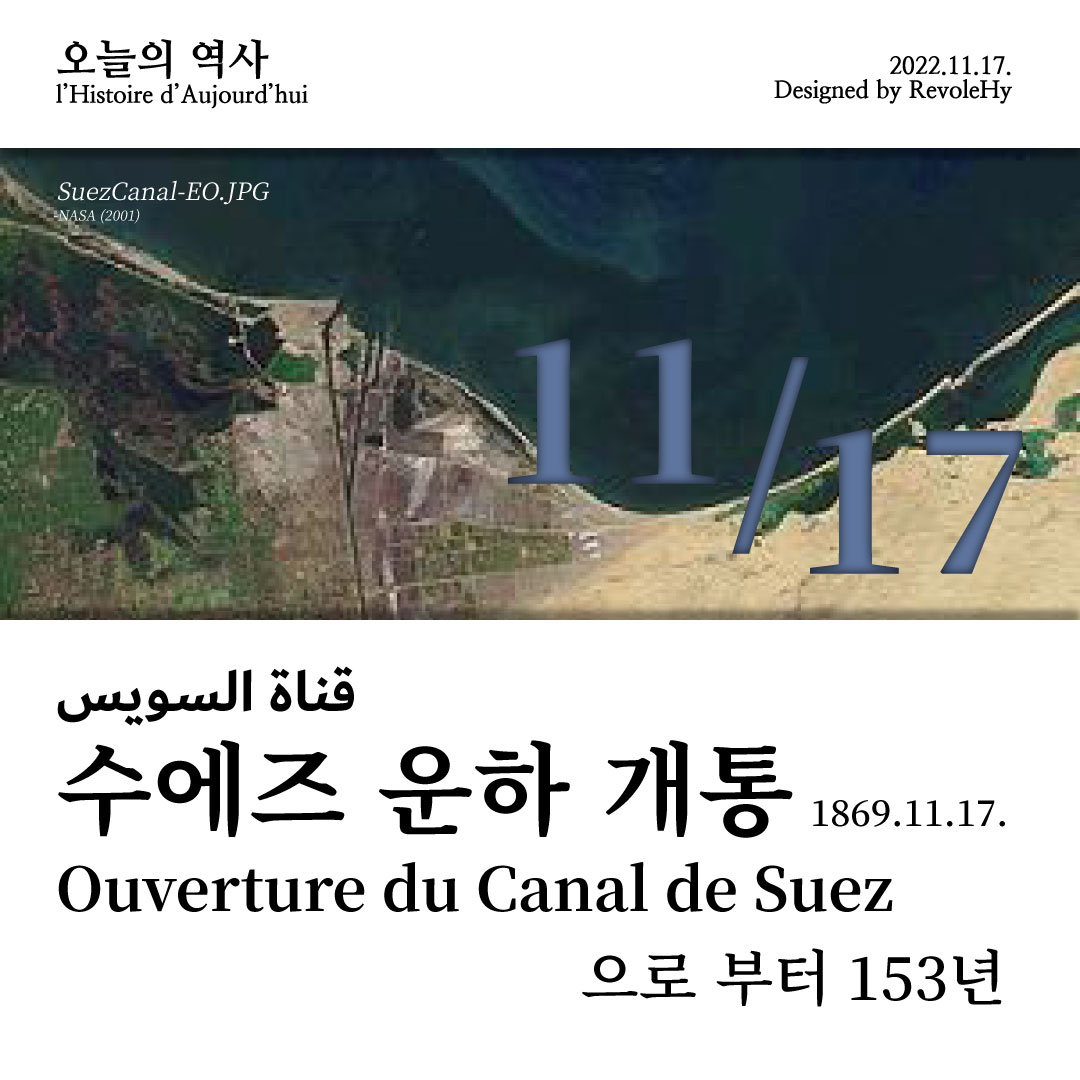 오늘의 역사
l’Histoire d’Aujourd’hui
2022.11.17.
Designed by RevoleHy
SuezCanal-EO.JPG
-NASA (2001)
11/17
قناة السويس
수에즈 운하 개통 1869.11.17.
Ouverture du Canal de Suez
으로 부터 153년